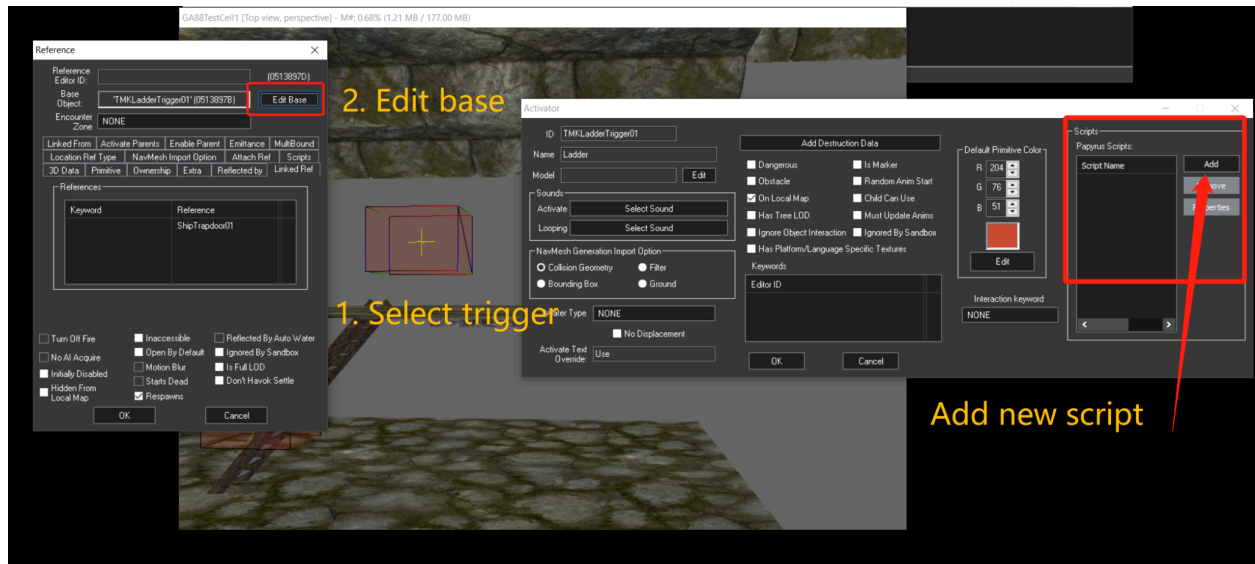 GA88TestCell1 [Top view, perspective] - M#: 0.68% (1.21 MB / 177.00 MB)
Reference
Reference
Editor ID:
(0513897D)
Base
Object:
'TMKLadderTrigger01' (0513897B)
Edit Base
Encounter
Zone
NONE
Linked From
Activate Parents
Enable Parent
Emittance
MultiBound
Location Ref Type
NavMesh Import Option
Attach Ref
Scripts
3D Data
Primitive
Ownership
Extra
Reflected by
Linked Ref
References
Keyword
Reference
ShipTrapdoor01
Turn Off Fire
Inaccessible
Reflected By Auto Water
No AI Acquire
Open By Default
Ignored By Sandbox
Initially Disabled
Motion Blur
Is Full LOD
Hidden From
Local Map
Starts Dead
Don't Havok Settle
Respawns
OK
Cancel
2. Edit base
1. Select trigger
Activator
ID
TMKLadderTrigger01
Name
Ladder
Model
Edit
Sounds
Activate
Select Sound
Looping
Select Sound
NavMesh Generation Import Option
Collision Geometry
Filter
Bounding Box
Ground
NONE
No Displacement
Activate Text
Override:
Use
Add Destruction Data
Dangerous
Is Marker
Obstacle
Random Anim Start
On Local Map
Child Can Use
Has Tree LOD
Must Update Anims
Ignore Object Interaction
Ignored By Sandbox
Has Platform/Language Specific Textures
Keywords
Editor ID
OK
Cancel
Default Primitive Color
R
204
G
76
B
51
Edit
Interaction keyword
NONE
Scripts
Papyrus Scripts:
Script Name
Add
Add new script